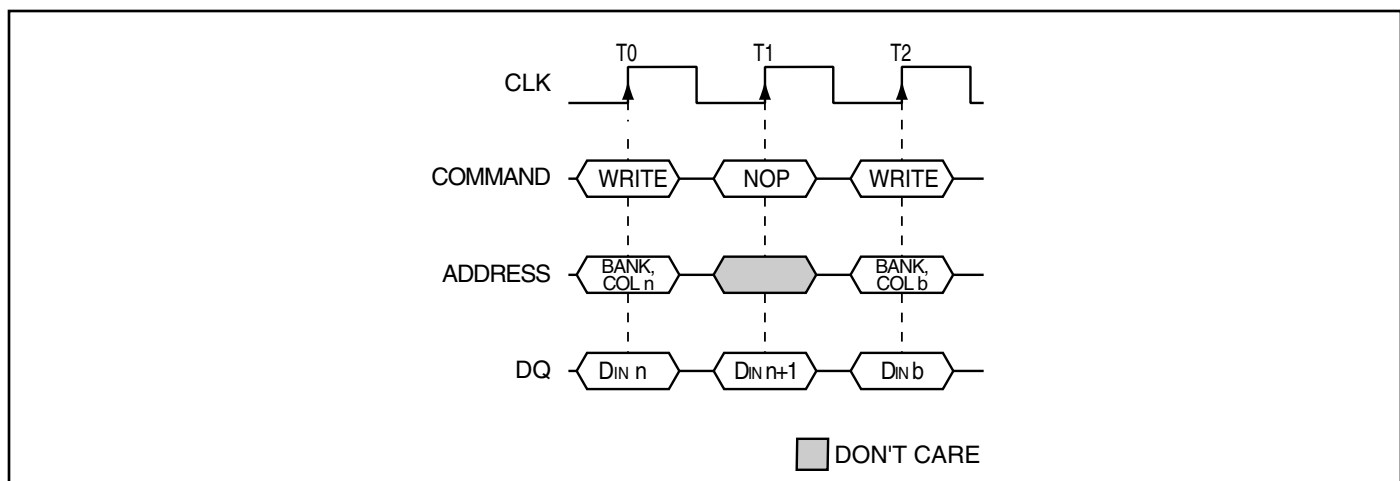 T0 T1 T2
CLK
COMMAND WRITE NOP WRITE
ADDRESS BANK, COL n BANK, COL b
DQ DIN n DIN n+1 DIN b
DON'T CARE